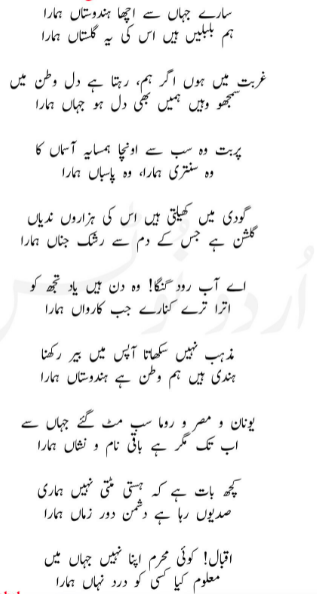 سارے جہاں سے اچھا ہندوستاں ہمارا
ہم بلبلیں ہیں اس کی یہ گلستاں ہمارا
غربت میں ہوں اگر ہم، رہتا ہے دل وطن میں
سمجھو وہیں ہمیں بھی دل ہو جہاں ہمارا
پربت وہ سب سے اونچا ہمسایہ آسماں کا
وہ سنتری ہمارا، وہ پاسباں ہمارا
گودی میں کھیلتی ہیں اس کی ہزاروں ندیاں
گلشن ہے جس کے دم سے رشک جناں ہمارا
اے آب رود گنگا! وہ دن ہیں یاد تجھ کو
اترا ترے کنارے جب کارواں ہمارا
مذہب نہیں سکھاتا آپس میں بیر رکھنا
ہندی ہیں ہم وطن ہے ہندوستاں ہمارا
یونان و مصر و روما سب مٹ گئے جہاں سے
اب تک مگر ہے باقی نام و نشاں ہمارا
کچھ بات ہے کہ ہستی مٹتی نہیں ہماری
صدیوں رہا ہے دشمن دور زماں ہمارا
اقبال! کوئی محرم اپنا نہیں جہاں میں
معلوم کیا کسی کو درد نہاں ہمارا